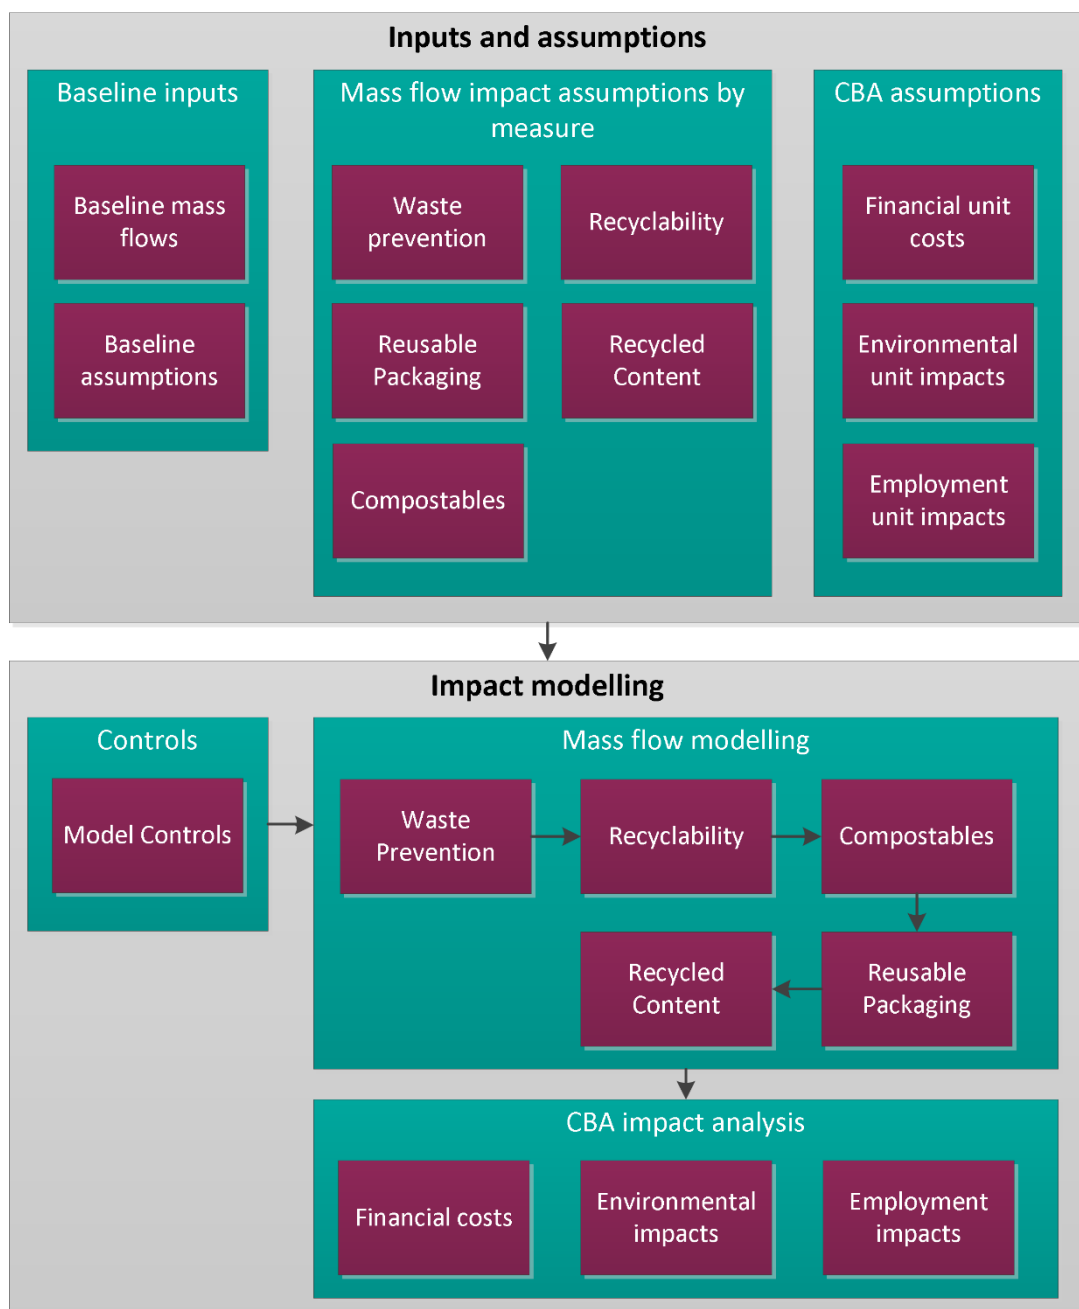 Inputs and assumptions
Baseline inputs
Baseline mass
flows
Baseline
assumptions
Mass flow impact assumptions by
measure
Waste
prevention
Recyclability
Reusable
Packaging
Recycled
Content
Compostables
CBA assumptions
Financial unit
costs
Environmental
unit impacts
Employment
unit impacts
Impact modelling
Controls
Model Controls
Mass flow modelling
Waste
Prevention
Recyclability
Compostables
Recycled
Content
Reusable
Packaging
CBA impact analysis
Financial costs
Environmental
impacts
Employment
impacts